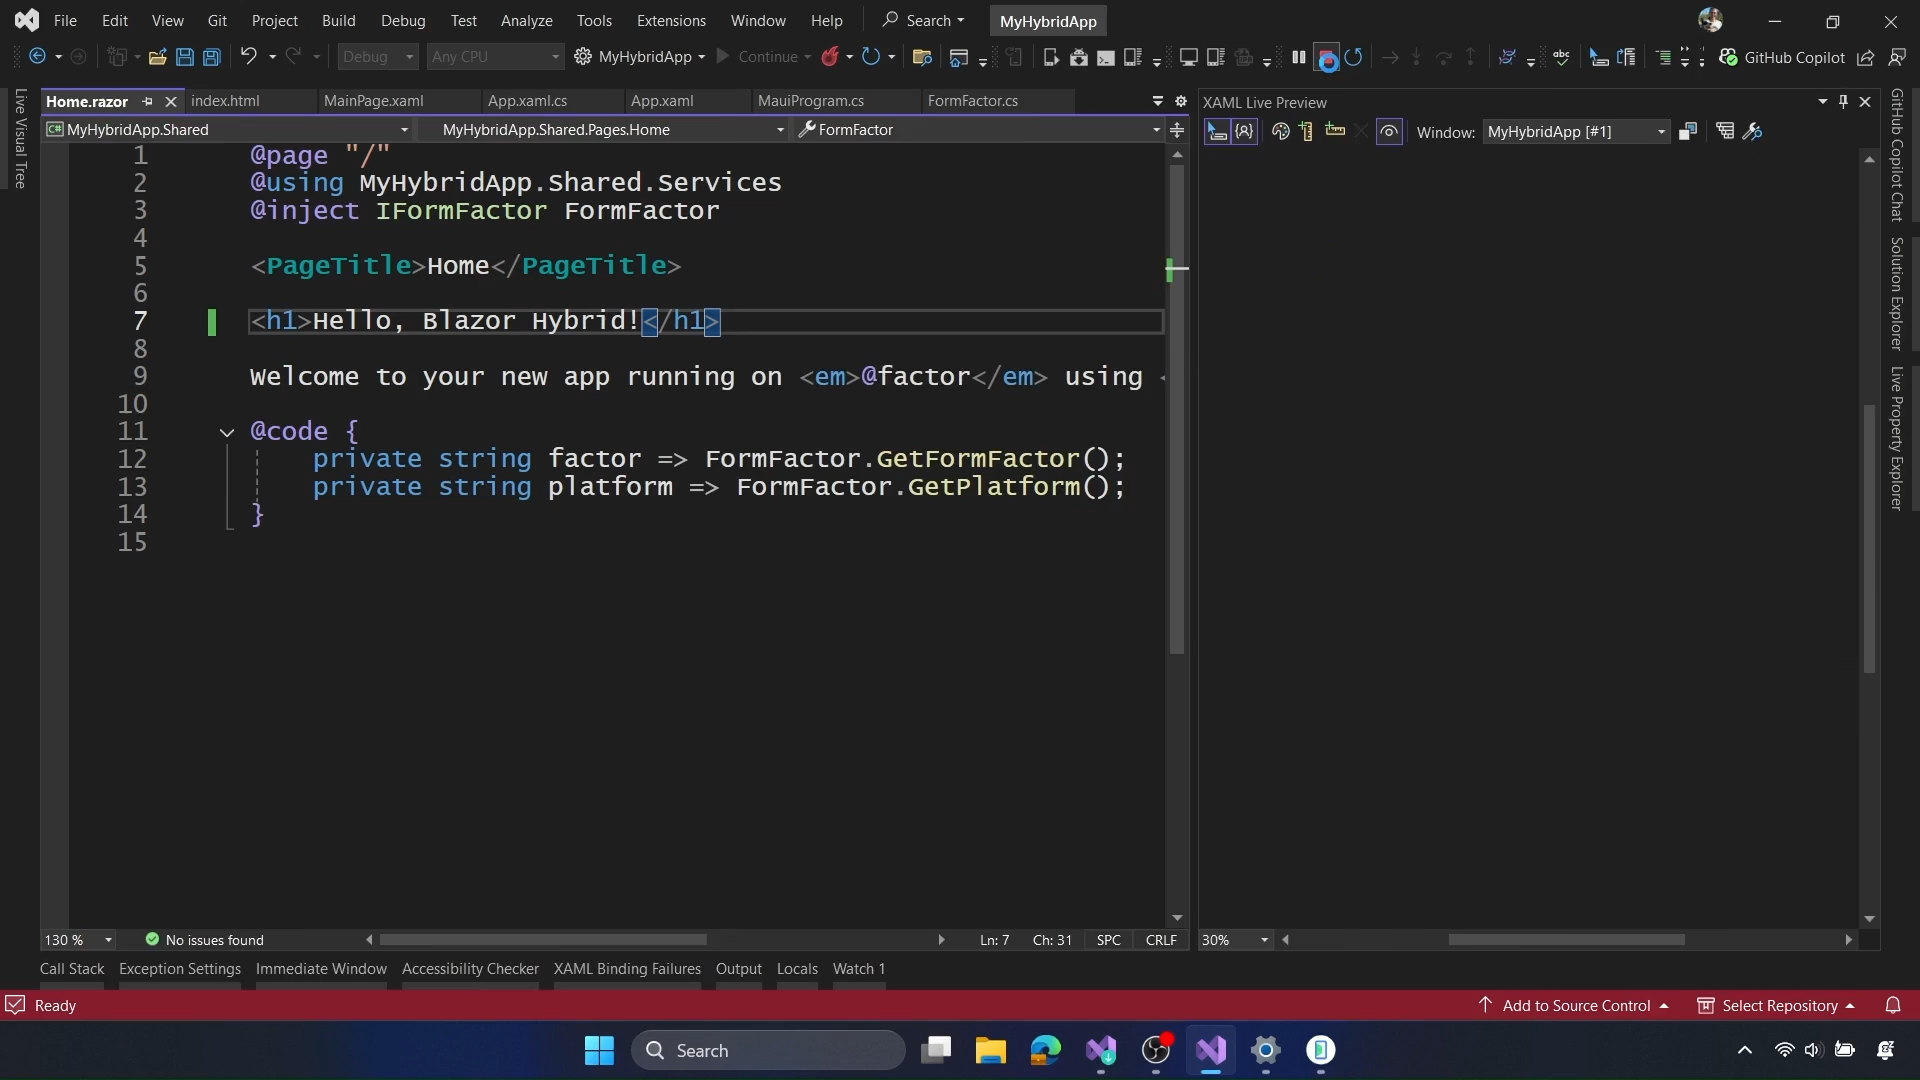 File Edit View Git Project Build Debug Test Analyze Tools Extensions Window Help Search MyHybridApp
Debug Any CPU MyHybridApp Continue GitHub Copilot
Home.razor index.html MainPage.xaml App.xaml.cs App.xaml MauiProgram.cs FormFactor.cs
MyHybridApp.Shared MyHybridApp.Shared.Pages.Home FormFactor
1 @page "/"
2 @using MyHybridApp.Shared.Services
3 @inject IFormFactor FormFactor
4
5 <PageTitle>Home</PageTitle>
6
7 <h1>Hello, Blazor Hybrid!</h1>
8
9 Welcome to your new app running on <em>@factor</em> using <
10
11 @code {
12 private string factor => FormFactor.GetFormFactor();
13 private string platform => FormFactor.GetPlatform();
14 }
15
130 % No issues found Ln: 7 Ch: 31 SPC CRLF
XAML Live Preview
Window: MyHybridApp [#1]
30%
Live Visual Tree
GitHub Copilot Chat
Solution Explorer
Live Property Explorer
Call Stack Exception Settings Immediate Window Accessibility Checker XAML Binding Failures Output Locals Watch 1
Ready Add to Source Control Select Repository
Search